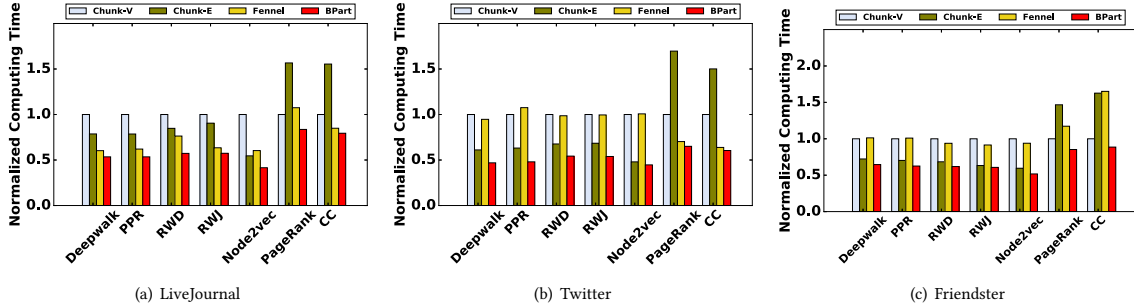 Chunk-V Chunk-E Fennel BPart
Normalized Computing Time
1.5
1.0
0.5
0.0
Deepwalk PPR RWD RWJ Node2vec PageRank CC
(a) LiveJournal
Chunk-V Chunk-E Fennel BPart
Normalized Computing Time
1.5
1.0
0.5
0.0
Deepwalk PPR RWD RWJ Node2vec PageRank CC
(b) Twitter
Chunk-V Chunk-E Fennel BPart
Normalized Computing Time
2.0
1.5
1.0
0.5
0.0
Deepwalk PPR RWD RWJ Node2vec PageRank CC
(c) Friendster